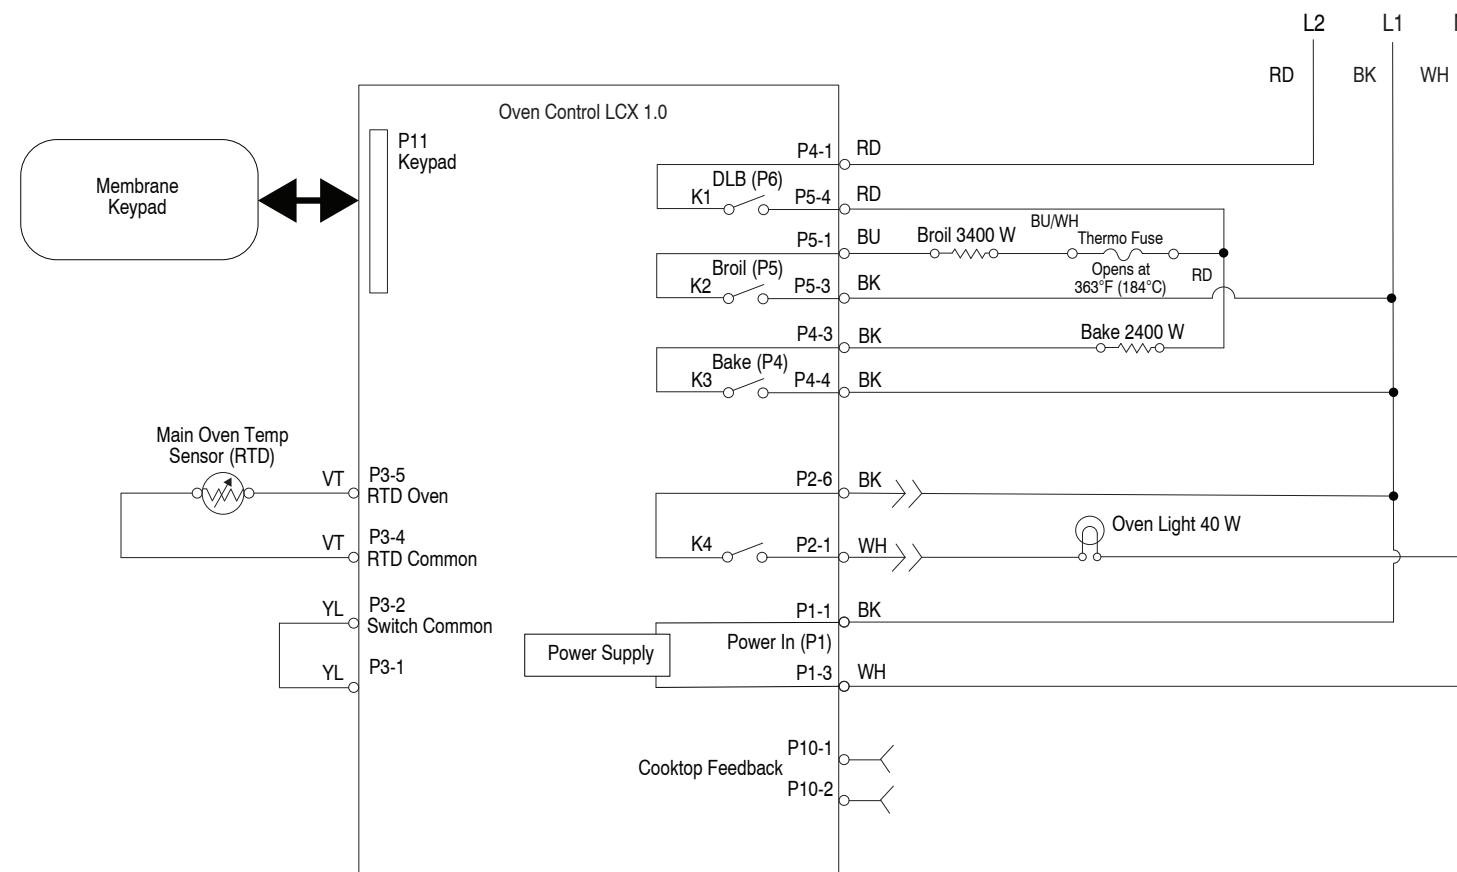 L2 L1
RD BK WH
Oven Control LCX 1.0
P11
Keypad
Membrane
Keypad
P4-1 RD
DLB (P6)
K1 P5-4 RD
BU/WH
P5-1 BU Broil 3400 W Thermo Fuse
Broil (P5) Opens at
363°F (184°C) RD
K2 P5-3 BK
P4-3 BK Bake 2400 W
Bake (P4)
K3 P4-4 BK
Main Oven Temp
Sensor (RTD)
VT P3-5
RTD Oven
P2-6 BK
VT P3-4
RTD Common
K4 P2-1 WH Oven Light 40 W
YL P3-2
Switch Common
P1-1 BK
Power Supply Power In (P1)
YL P3-1
P1-3 WH
Cooktop Feedback P10-1
P10-2